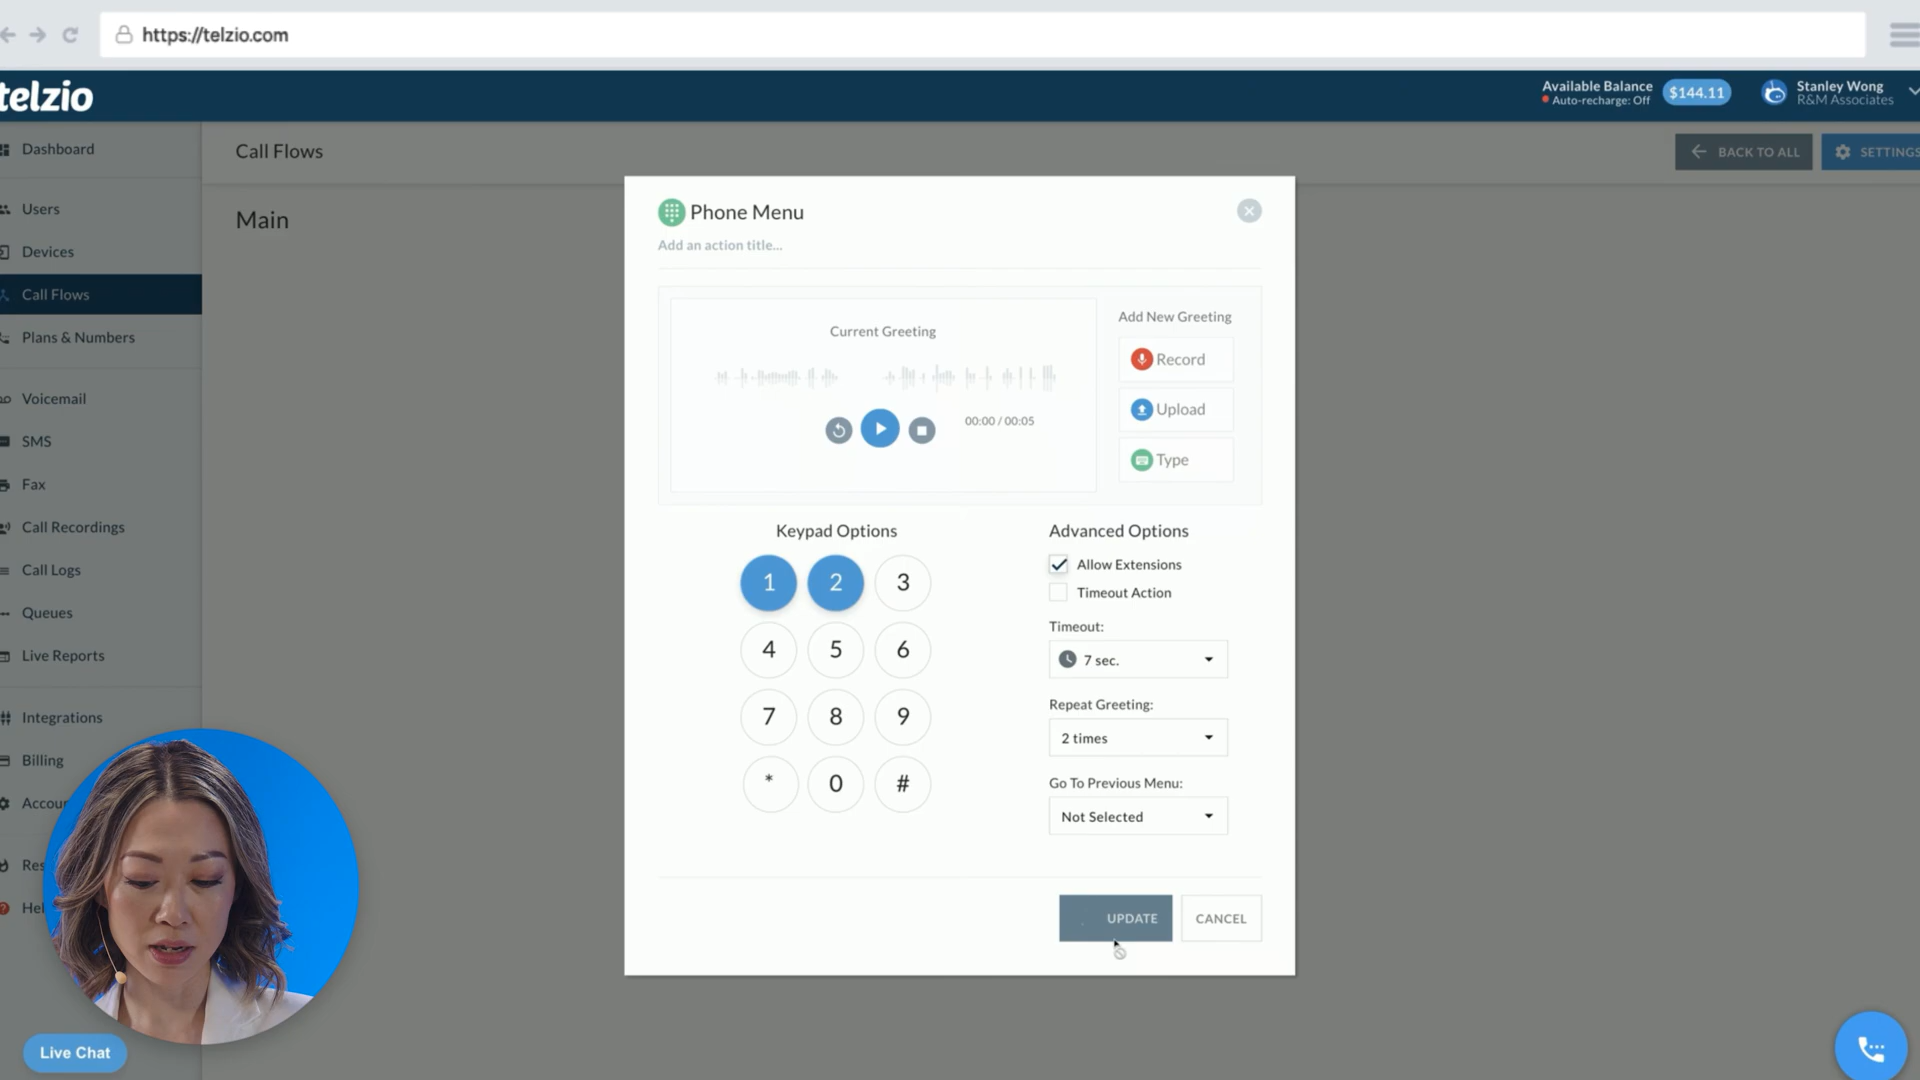 https://telzio.com
telzio
Available Balance
Auto-recharge: Off
$144.11
Stanley Wong
R&M Associates
Dashboard
Users
Devices
Call Flows
Plans & Numbers
Voicemail
SMS
Fax
Call Recordings
Call Logs
Queues
Live Reports
Integrations
Billing
Live Chat
Call Flows
BACK TO ALL
SETTINGS
Main
Phone Menu
Add an action title...
Current Greeting
00:00 / 00:05
Add New Greeting
Record
Upload
Type
Keypad Options
1 2 3
4 5 6
7 8 9
* 0 #
Advanced Options
Allow Extensions
Timeout Action
Timeout:
7 sec.
Repeat Greeting:
2 times
Go To Previous Menu:
Not Selected
UPDATE
CANCEL